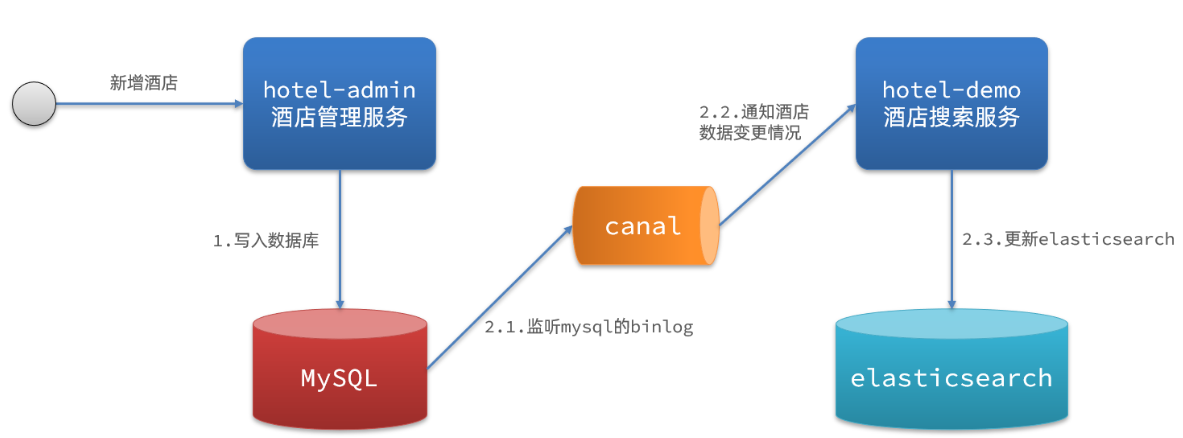 新增酒店
hotel-admin
酒店管理服务
hotel-demo
酒店搜索服务
2.2.通知酒店
数据变更情况
canal
1.写入数据库
2.3.更新elasticsearch
2.1.监听mysql的binlog
MySQL
elasticsearch